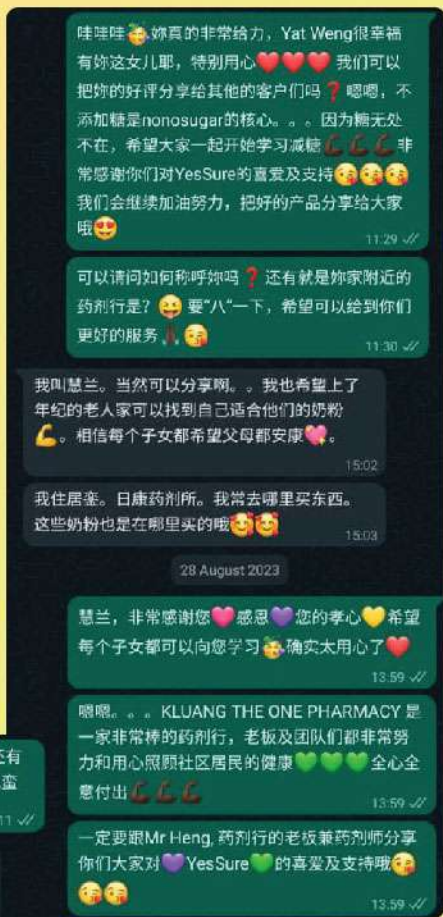 哇哇哇🥳妳真的非常给力，Yat Weng很幸福
有妳这女儿耶，特别用心❤️❤️❤️ 我们可以
把妳的好评分享给其他的客户们吗❓嗯嗯，不
添加糖是nonosugar的核心。。。因为糖无处
不在，希望大家一起开始学习减糖💪🏿💪🏿💪🏿非
常感谢你们对YesSure的喜爱及支持😘😘😘
我们会继续加油努力，把好的产品分享给大家
哦😍
11:29
可以请问如何称呼妳吗❓还有就是妳家附近的
药剂行是？😝 要“八“一下，希望可以给到你们
更好的服务🙏🏿😘
11:30
我叫慧兰。当然可以分享啊。。我也希望上了
年纪的老人家可以找到自己适合他们的奶粉
💪。相信每个子女都希望父母都安康💖。
15:02
我住居銮。日康药剂所。我常去哪里买东西。
这些奶粉也是在哪里买的哦🥰🥰
15:03
28 August 2023
慧兰，非常感谢您💗感恩💜您的孝心💛希望
每个子女都可以向您学习🥳确实太用心了❤️
13:59
嗯嗯。。。KLUANG THE ONE PHARMACY 是
一家非常棒的药剂行，老板及团队们都非常努
力和用心照顾社区居民的健康💚💚💚全心全
意付出💪🏿💪🏿💪🏿
13:59
一定要跟Mr Heng, 药剂行的老板兼药剂师分享
你们大家对💜YesSure💚的喜爱及支持哦😘
😘😘
13:59
还有
蛮
11